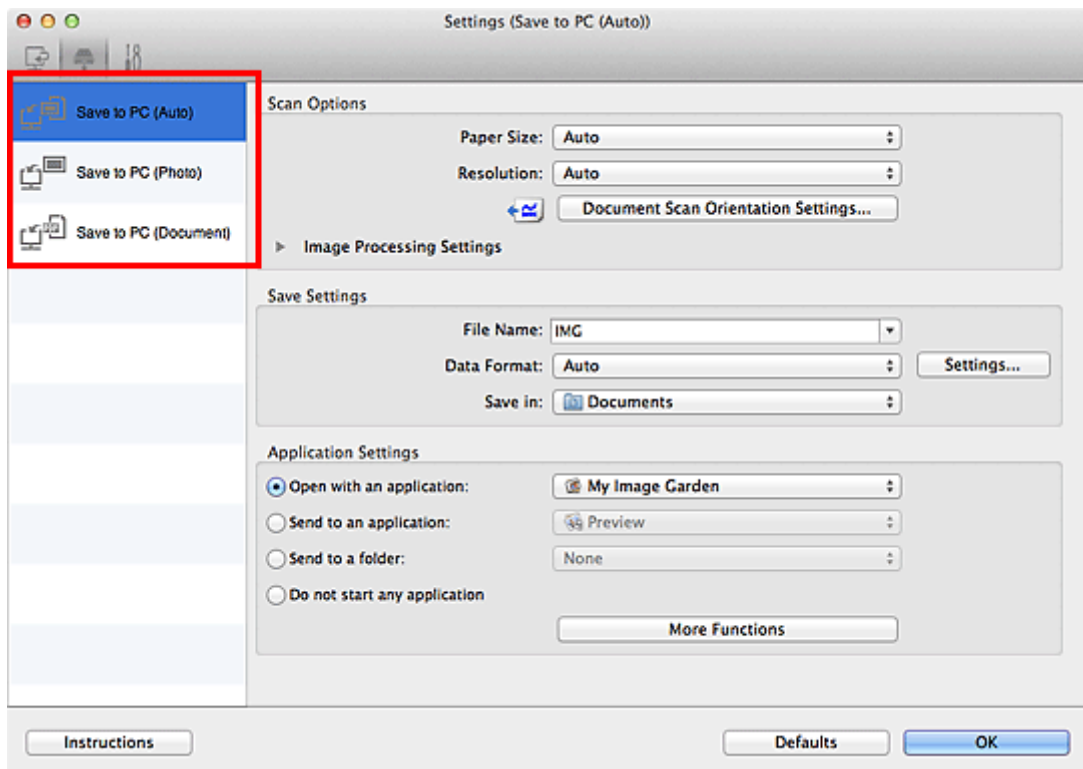 Settings (Save to PC (Auto))
Save to PC (Auto)
Save to PC (Photo)
Save to PC (Document)
Scan Options
Paper Size: Auto
Resolution: Auto
Document Scan Orientation Settings...
Image Processing Settings
Save Settings
File Name: IMG
Data Format: Auto Settings...
Save in: Documents
Application Settings
Open with an application: My Image Garden
Send to an application: Preview
Send to a folder: None
Do not start any application
More Functions
Instructions Defaults OK